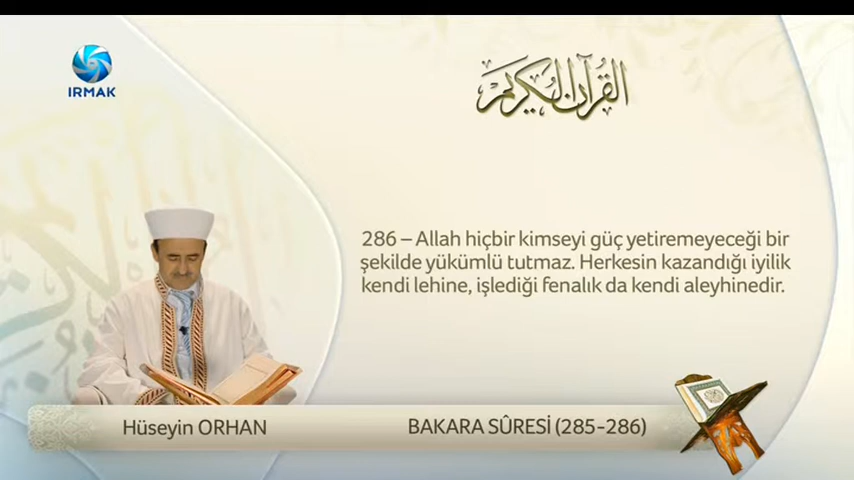 IRMAK
القرآن الكريم
286 – Allah hiçbir kimseyi güç yetiremeyeceği bir
şekilde yükümlü tutmaz. Herkesin kazandığı iyilik
kendi lehine, işlediği fenalık da kendi aleyhinedir.
Hüseyin ORHAN
BAKARA SÛRESİ (285-286)